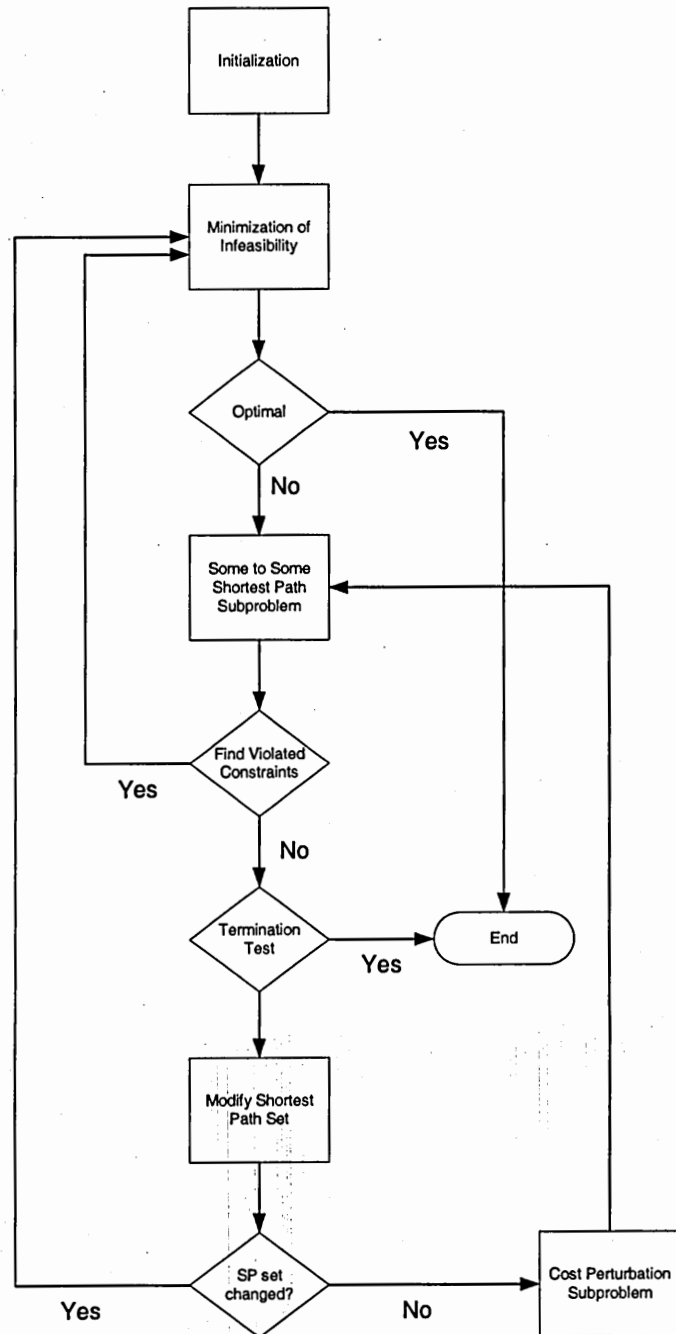 Initialization
Minimization of
Infeasibility
Optimal
Yes
No
Some to Some
Shortest Path
Subproblem
Find Violated
Constraints
Yes
No
Termination
Test
Yes
End
Modify Shortest
Path Set
SP set
changed?
Yes
No
Cost Perturbation
Subproblem